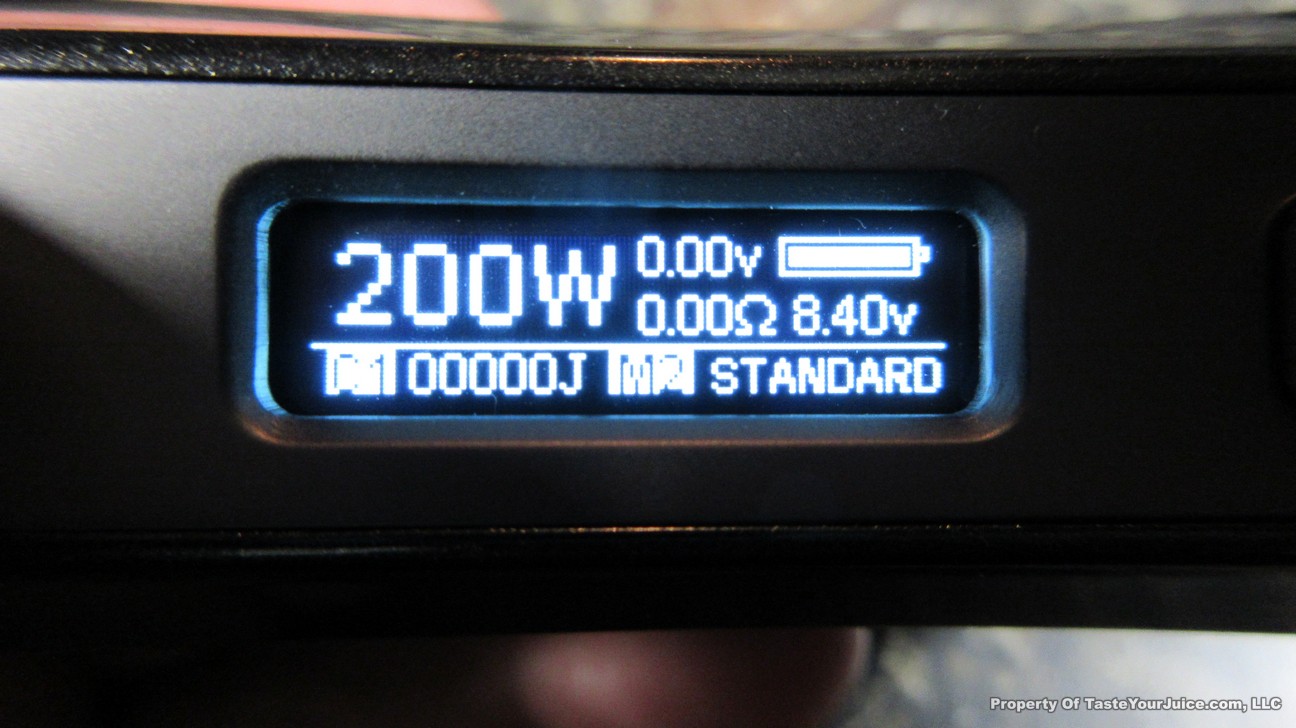 200W 0.00v
0.00Ω 8.40v
00000J STANDARD
Property Of TasteYourJuice.com, LLC